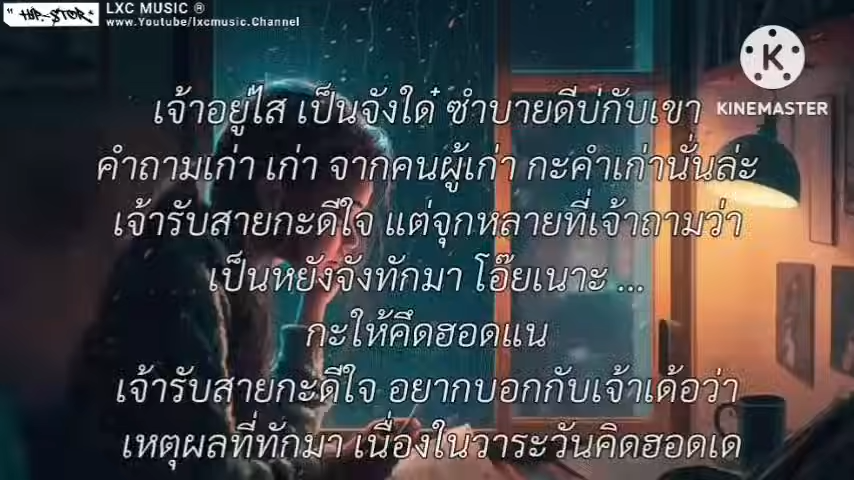 "HIP-STOR"
LXC MUSIC ®
www.Youtube/lxcmusic.Channel
KINEMASTER
เจ้าอยู่ไส เป็นจังใด๋ ซำบายดีบ่กับเขา
คำถามเก่า เก่า จากคนผู้เก่า กะคำเก่านั่นล่ะ
เจ้ารับสายกะดีใจ แต่จุกหลายที่เจ้าถามว่า
เป็นหยังจังทักมา โอ๊ยเนาะ ...
กะให้คึดฮอดแน
เจ้ารับสายกะดีใจ อยากบอกกับเจ้าเด้อว่า
เหตุผลที่ทักมา เนื่องในวาระวันคิดฮอดเด